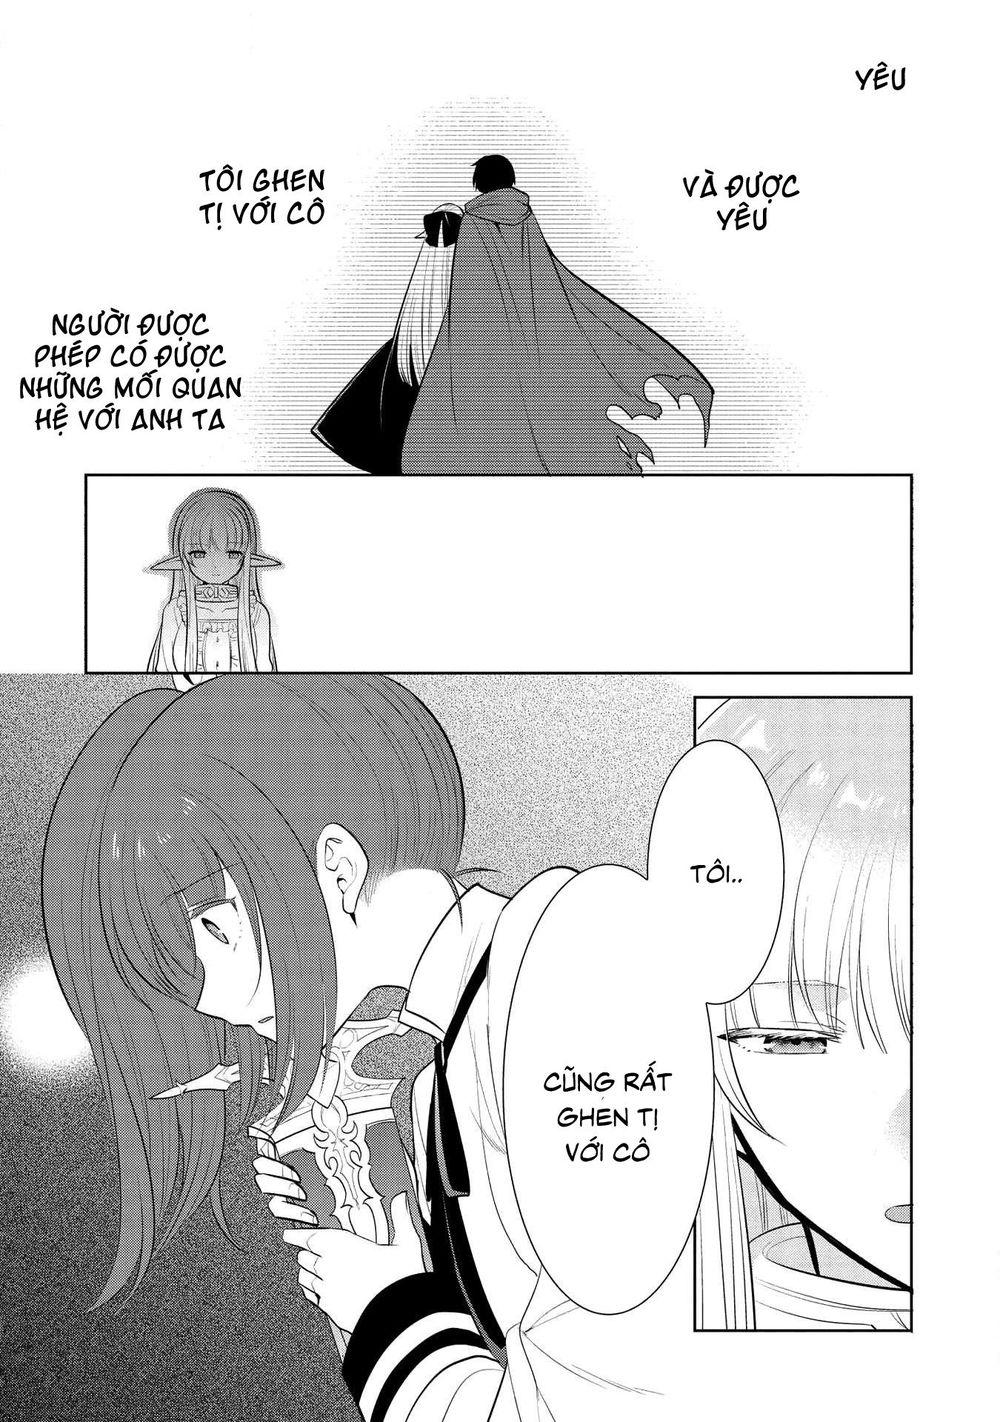 YÊU
VÀ ĐƯỢC
YÊU
TÔI GHEN
TỊ VỚI CÔ
NGƯỜI ĐƯỢC
PHÉP CÓ ĐƯỢC
NHỮNG MỐI QUAN
HỆ VỚI ANH TA
TÔI..
CŨNG RẤT
GHEN TỊ
VỚI CÔ